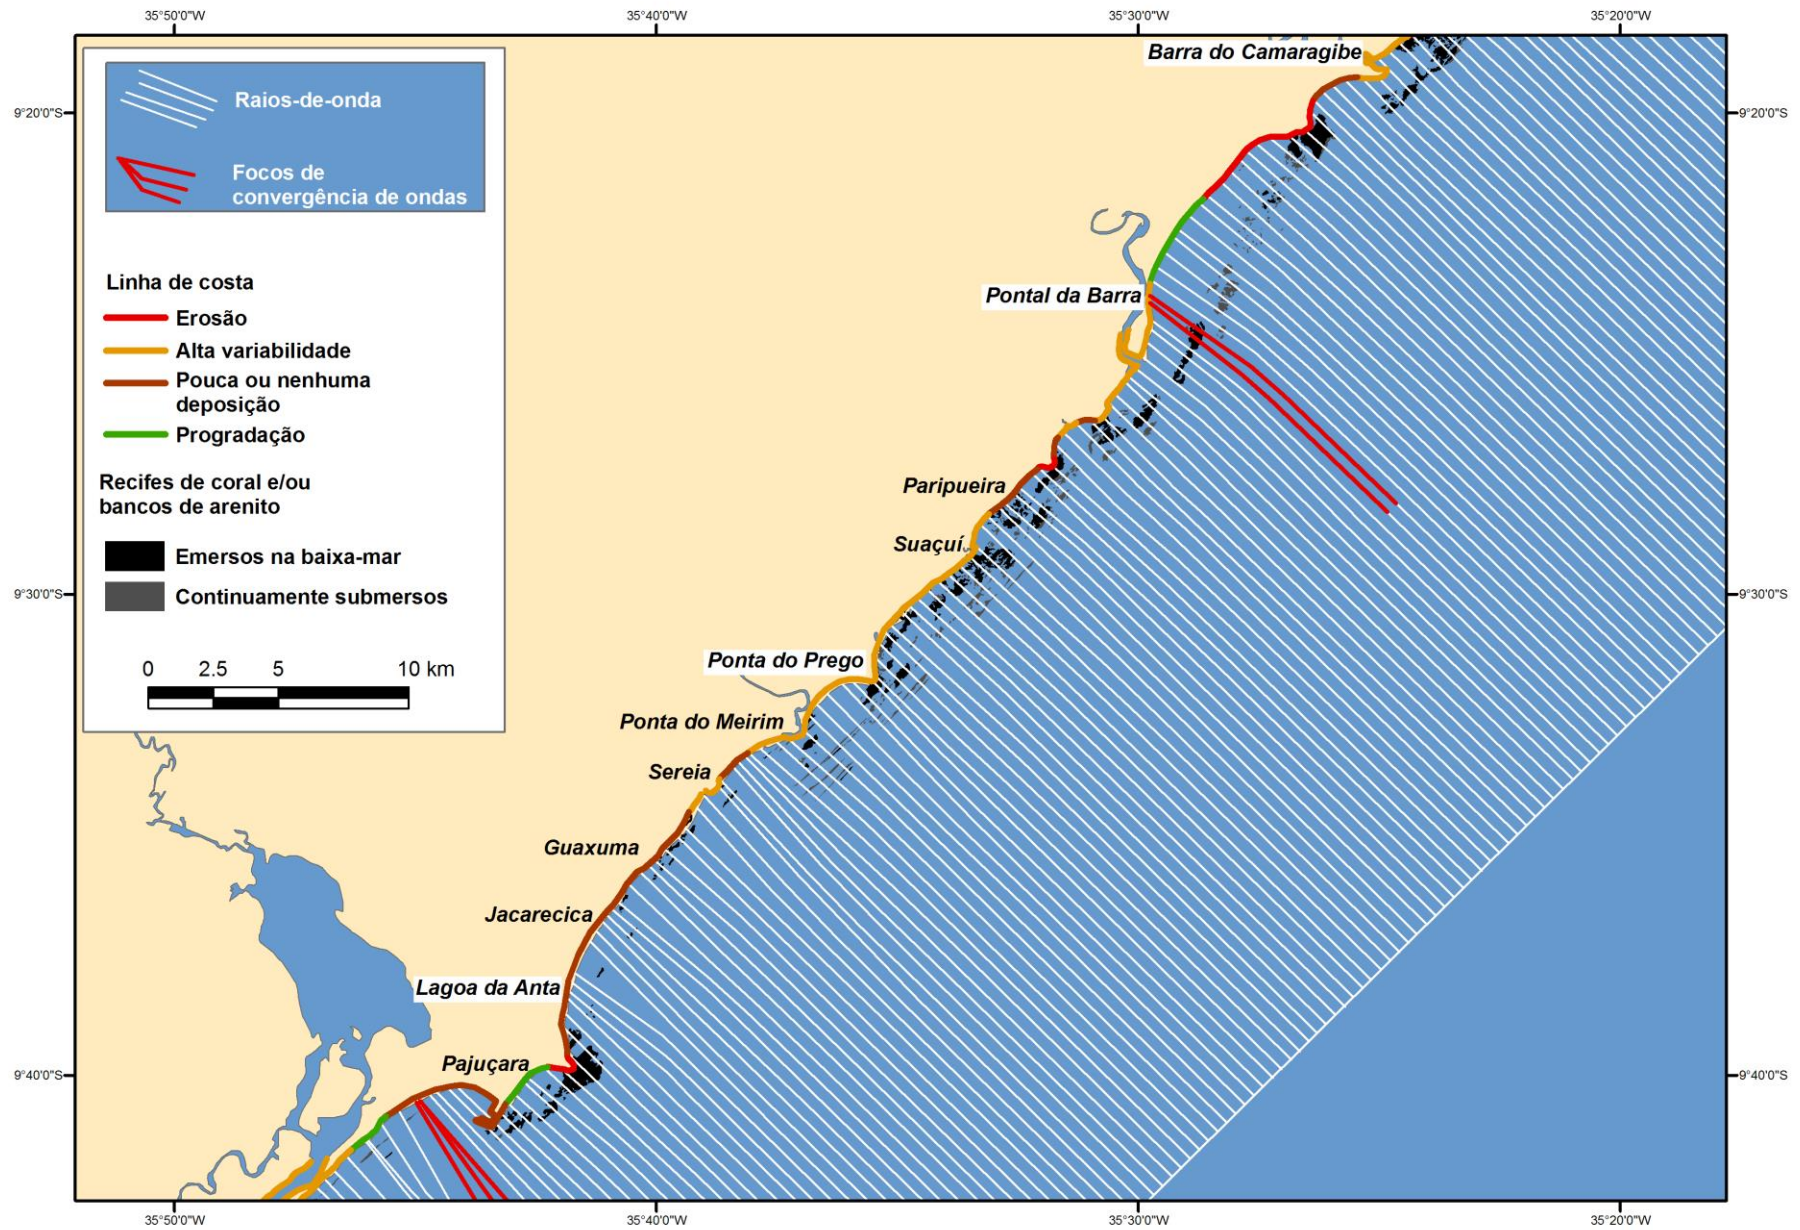 35°50'0"W
35°40'0"W
35°30'0"W
35°20'0"W
Barra do Camaragibe
Raios-de-onda
9°20'0"S
9°20'0"S
Focos de
convergência de ondas
Linha de costa
Pontal da Barra
Erosão
Alta variabilidade
Pouca ou nenhuma
deposição
Progradação
Recifes de coral e/ou
bancos de arenito
Paripueira
Suaçuí
Emersos na baixa-mar
Continuamente submersos
9°30'0"S
9°30'0"S
0 2.5 5 10 km
Ponta do Prego
Ponta do Meirim
Sereia
Guaxuma
Jacarecica
Lagoa da Anta
Pajuçara
9°40'0"S
9°40'0"S
35°50'0"W
35°40'0"W
35°30'0"W
35°20'0"W